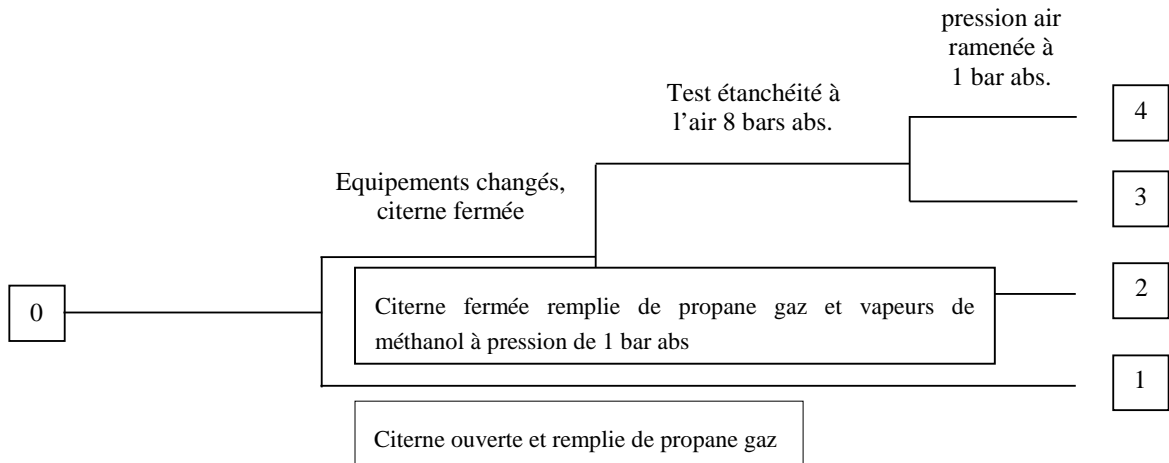 pression air
ramenée à
1 bar abs.
Test étanchéité à
l’air 8 bars abs.
4
Equipements changés,
citerne fermée
3
2
0
Citerne fermée remplie de propane gaz et vapeurs de
méthanol à pression de 1 bar abs
1
Citerne ouverte et remplie de propane gaz